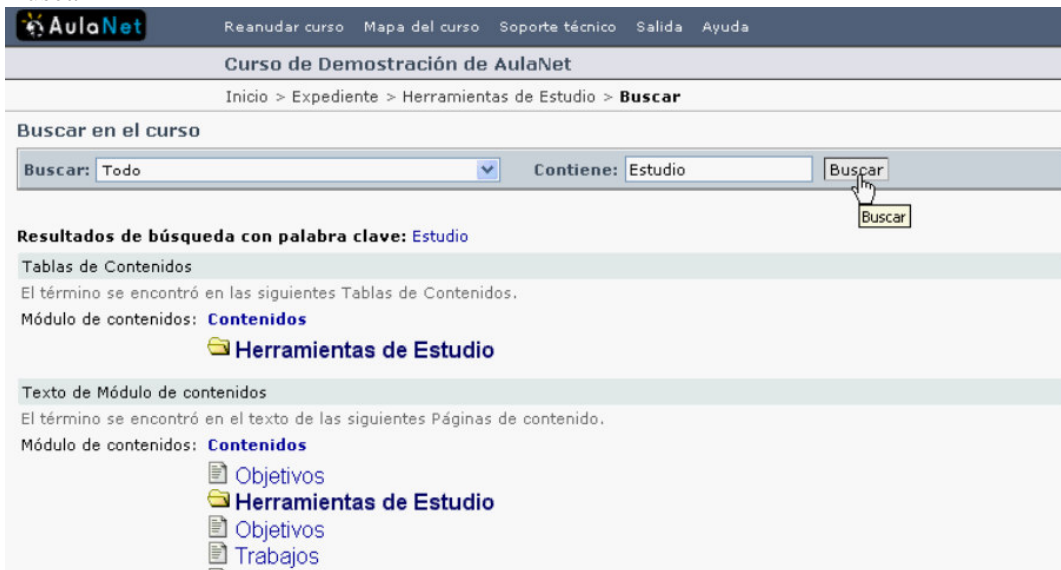 AulaNet Reanudar curso Mapa del curso Soporte técnico Salida Ayuda
Curso de Demostración de AulaNet
Inicio > Expediente > Herramientas de Estudio > Buscar
Buscar en el curso
Buscar: Todo Contiene: Estudio Buscar
Buscar
Resultados de búsqueda con palabra clave: Estudio
Tablas de Contenidos
El término se encontró en las siguientes Tablas de Contenidos.
Módulo de contenidos: Contenidos
Herramientas de Estudio
Texto de Módulo de contenidos
El término se encontró en el texto de las siguientes Páginas de contenido.
Módulo de contenidos: Contenidos
Objetivos
Herramientas de Estudio
Objetivos
Trabajos